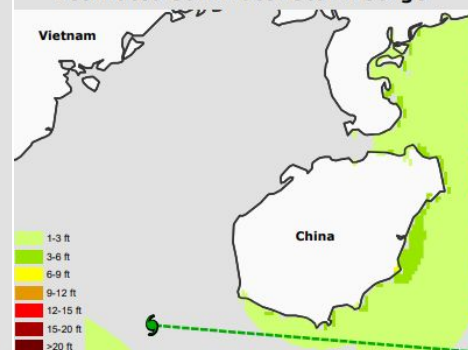 Vietnam
China
1-3 ft
3-6 ft
6-9 ft
9-12 ft
12-15 ft
15-20 ft
>20 ft